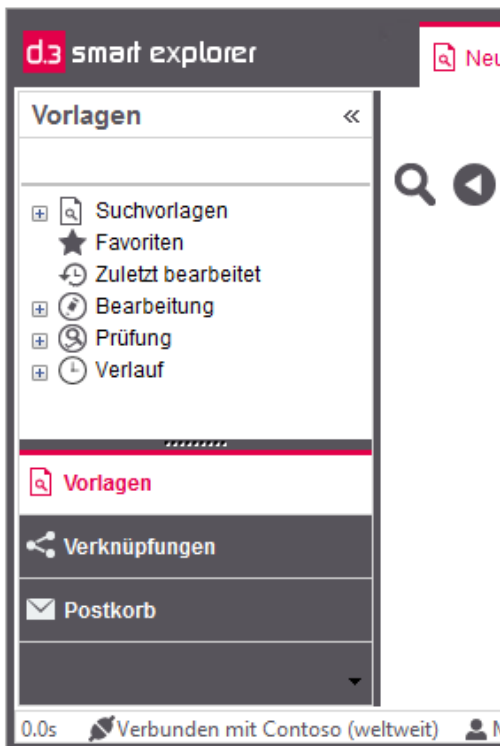 d.3 smart explorer
Neu
Vorlagen
Suchvorlagen
Favoriten
Zuletzt bearbeitet
Bearbeitung
Prüfung
Verlauf
Vorlagen
Verknüpfungen
Postkorb
0.0s Verbunden mit Contoso (weltweit)